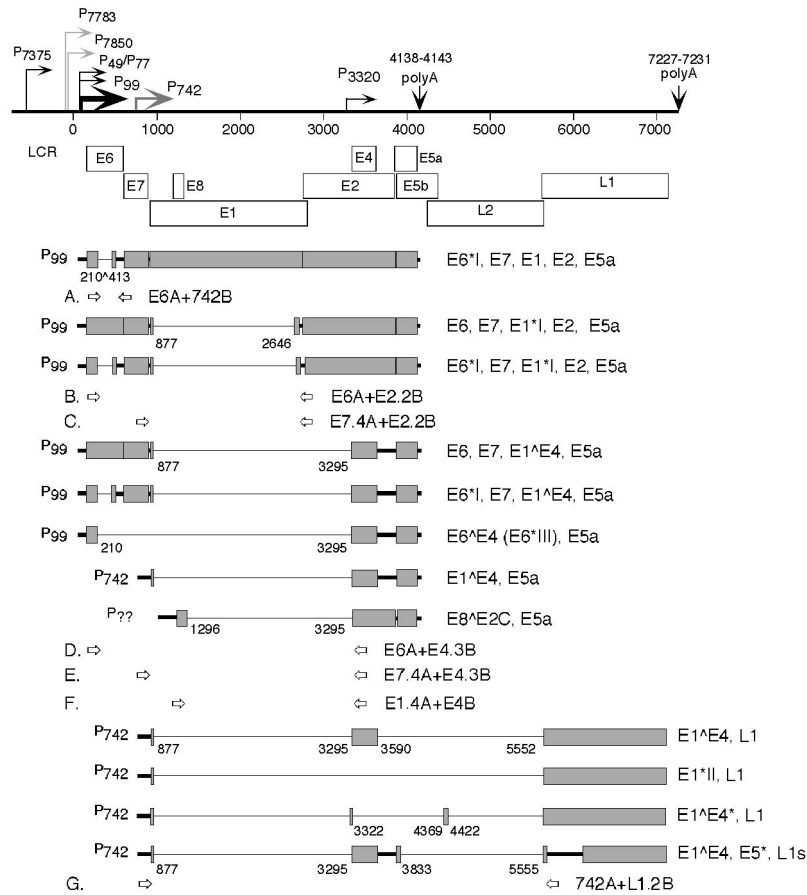 P7783
P7850
P7375
P49/P77
P99
P742
P3320
4138-4143
polyA
7227-7231
polyA
0 1000 2000 3000 4000 5000 6000 7000
LCR
E6 E4 E5a
E7 E8 E2 E5b L1
E1 L2
P99 E6*I, E7, E1, E2, E5a
210^413
A. E6A+742B
P99 E6, E7, E1*I, E2, E5a
877 2646
P99 E6*I, E7, E1*I, E2, E5a
B. E6A+E2.2B
C. E7.4A+E2.2B
P99 E6, E7, E1^E4, E5a
877 3295
P99 E6*I, E7, E1^E4, E5a
P99 E6^E4 (E6*III), E5a
210 3295
P742 E1^E4, E5a
P?? E8^E2C, E5a
1296 3295
D. E6A+E4.3B
E. E7.4A+E4.3B
F. E1.4A+E4B
P742 E1^E4, L1
877 3295 3590 5552
P742 E1*II, L1
P742 E1^E4*, L1
3322 4369 4422
P742 E1^E4, E5*, L1s
877 3295 3833 5555
G. 742A+L1.2B